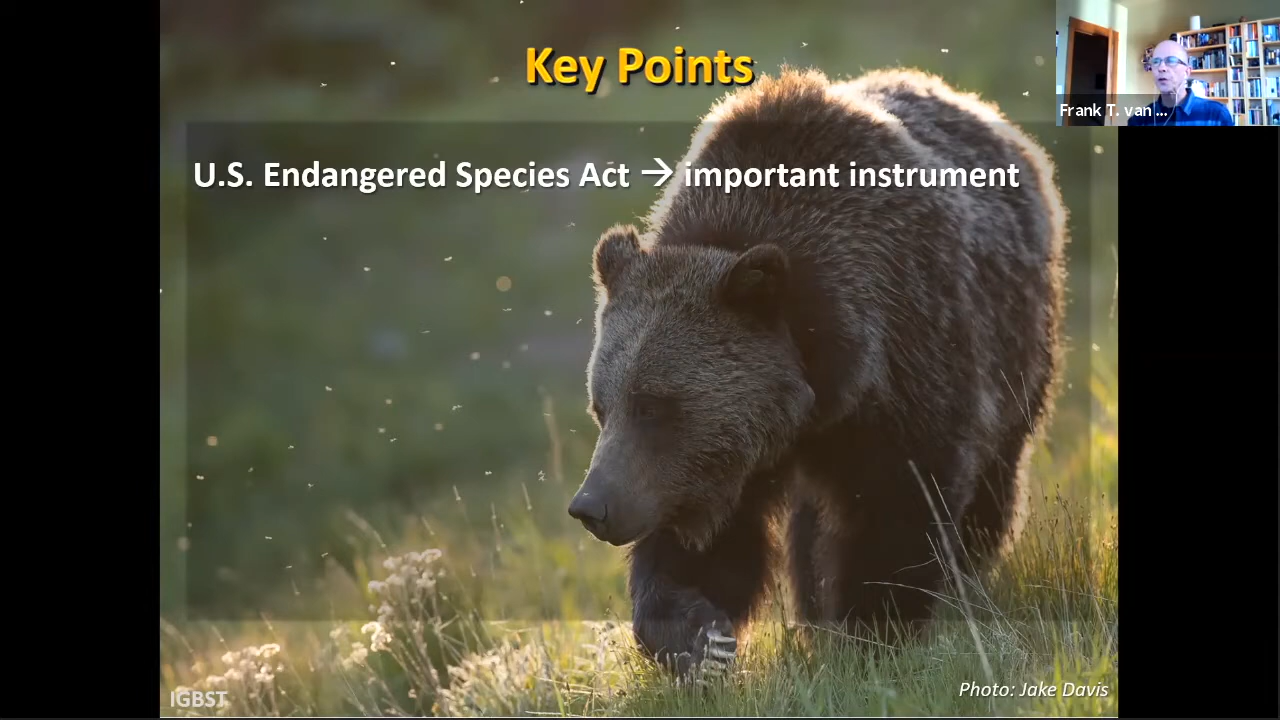 Key Points
Frank T. van ...
U.S. Endangered Species Act → important instrument
IGBST
Photo: Jake Davis